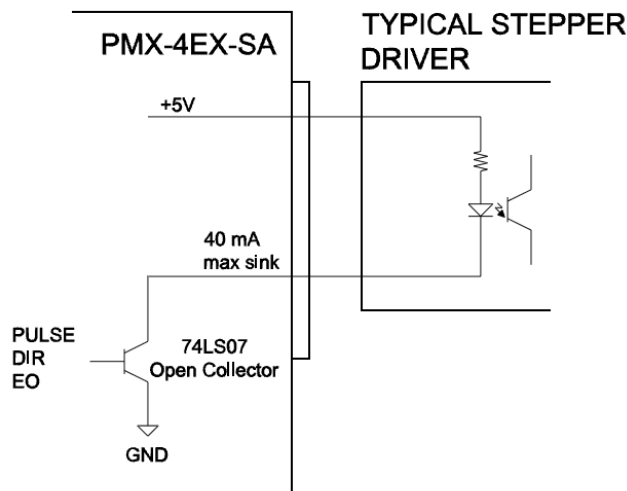 PMX-4EX-SA
TYPICAL STEPPER
DRIVER
+5V
40 mA
max sink
PULSE
DIR
EO
74LS07
Open Collector
GND